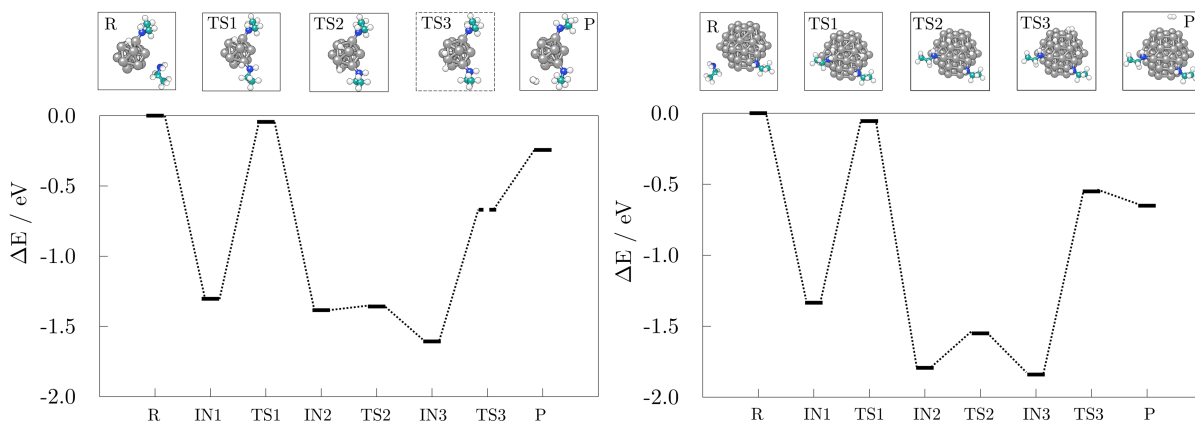 R TS1 TS2 TS3 P
0.0
-0.5
-1.0
-1.5
-2.0
ΔE / eV
R IN1 TS1 IN2 TS2 IN3 TS3 P
R TS1 TS2 TS3 P
0.0
-0.5
-1.0
-1.5
-2.0
ΔE / eV
R IN1 TS1 IN2 TS2 IN3 TS3 P